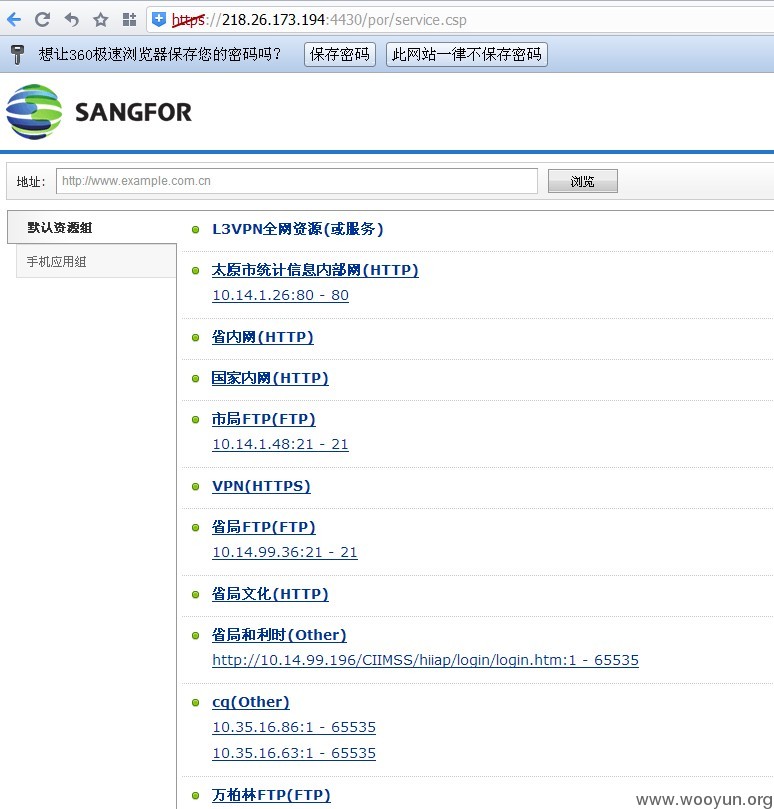 https://218.26.173.194:4430/por/service.csp
想让360极速浏览器保存您的密码吗? 保存密码 此网站一律不保存密码
SANGFOR
地址: http://www.example.com.cn 浏览
默认资源组
手机应用组
L3VPN全网资源(或服务)
太原市统计信息内部网(HTTP)
10.14.1.26:80 - 80
省内网(HTTP)
国家内网(HTTP)
市局FTP(FTP)
10.14.1.48:21 - 21
VPN(HTTPS)
省局FTP(FTP)
10.14.99.36:21 - 21
省局文化(HTTP)
省局和利时(Other)
http://10.14.99.196/CIIMSS/hiiap/login/login.htm:1 - 65535
cq(Other)
10.35.16.86:1 - 65535
10.35.16.63:1 - 65535
万柏林FTP(FTP)
www.wooyun.org